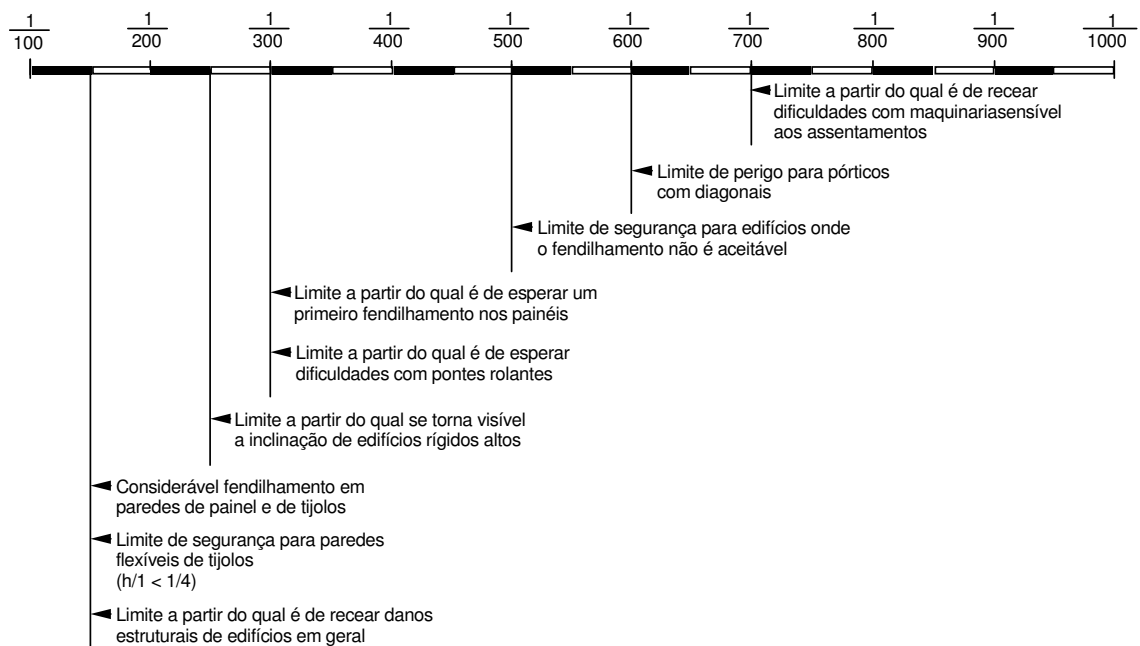 1/100 1/200 1/300 1/400 1/500 1/600 1/700 1/800 1/900 1/1000
Limite a partir do qual é de recear
dificuldades com maquinariasensível
aos assentamentos
Limite de perigo para pórticos
com diagonais
Limite de segurança para edifícios onde
o fendilhamento não é aceitável
Limite a partir do qual é de esperar um
primeiro fendilhamento nos painéis
Limite a partir do qual é de esperar
dificuldades com pontes rolantes
Limite a partir do qual se torna visível
a inclinação de edifícios rígidos altos
Considerável fendilhamento em
paredes de painel e de tijolos
Limite de segurança para paredes
flexíveis de tijolos
(h/1 < 1/4)
Limite a partir do qual é de recear danos
estruturais de edifícios em geral